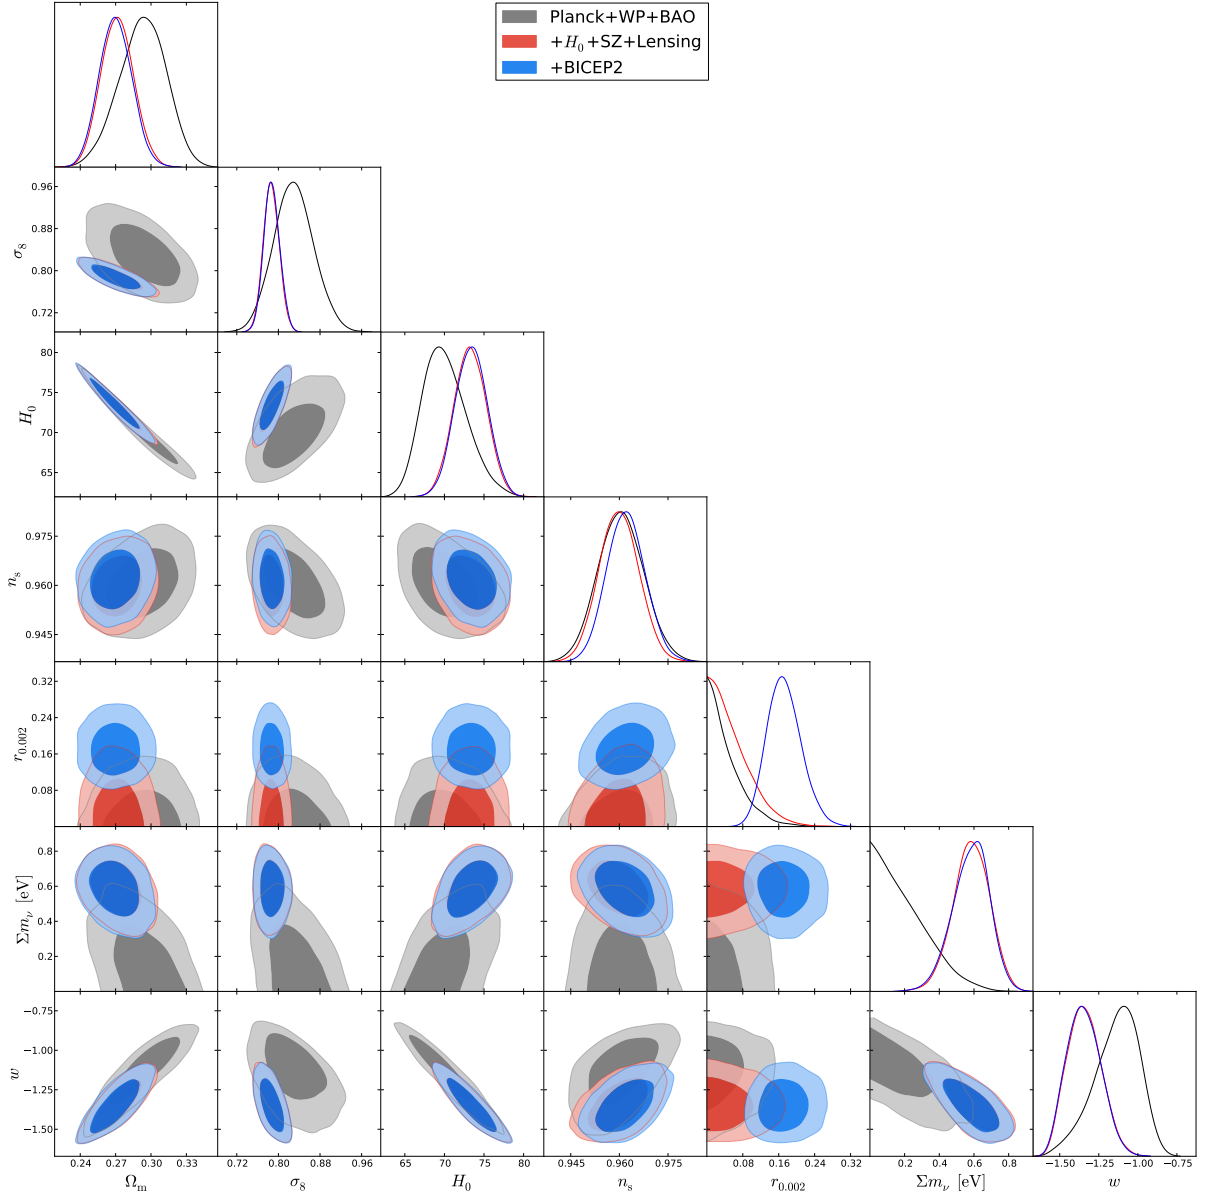 Planck+WP+BAO
+H₀+SZ+Lensing
+BICEP2
0.96
0.88
0.80
0.72
σ₈
80
75
70
65
H₀
0.975
0.960
0.945
nₛ
0.32
0.24
0.16
0.08
r₀.₀₀₂
0.8
0.6
0.4
0.2
Σmᵥ [eV]
−0.75
−1.00
−1.25
−1.50
w
0.24 0.27 0.30 0.33
0.72 0.80 0.88 0.96
65 70 75 80
0.945 0.960 0.975
0.08 0.16 0.24 0.32
0.2 0.4 0.6 0.8
−1.50 −1.25 −1.00 −0.75
Ωₘ σ₈ H₀ nₛ r₀.₀₀₂ Σmᵥ [eV] w